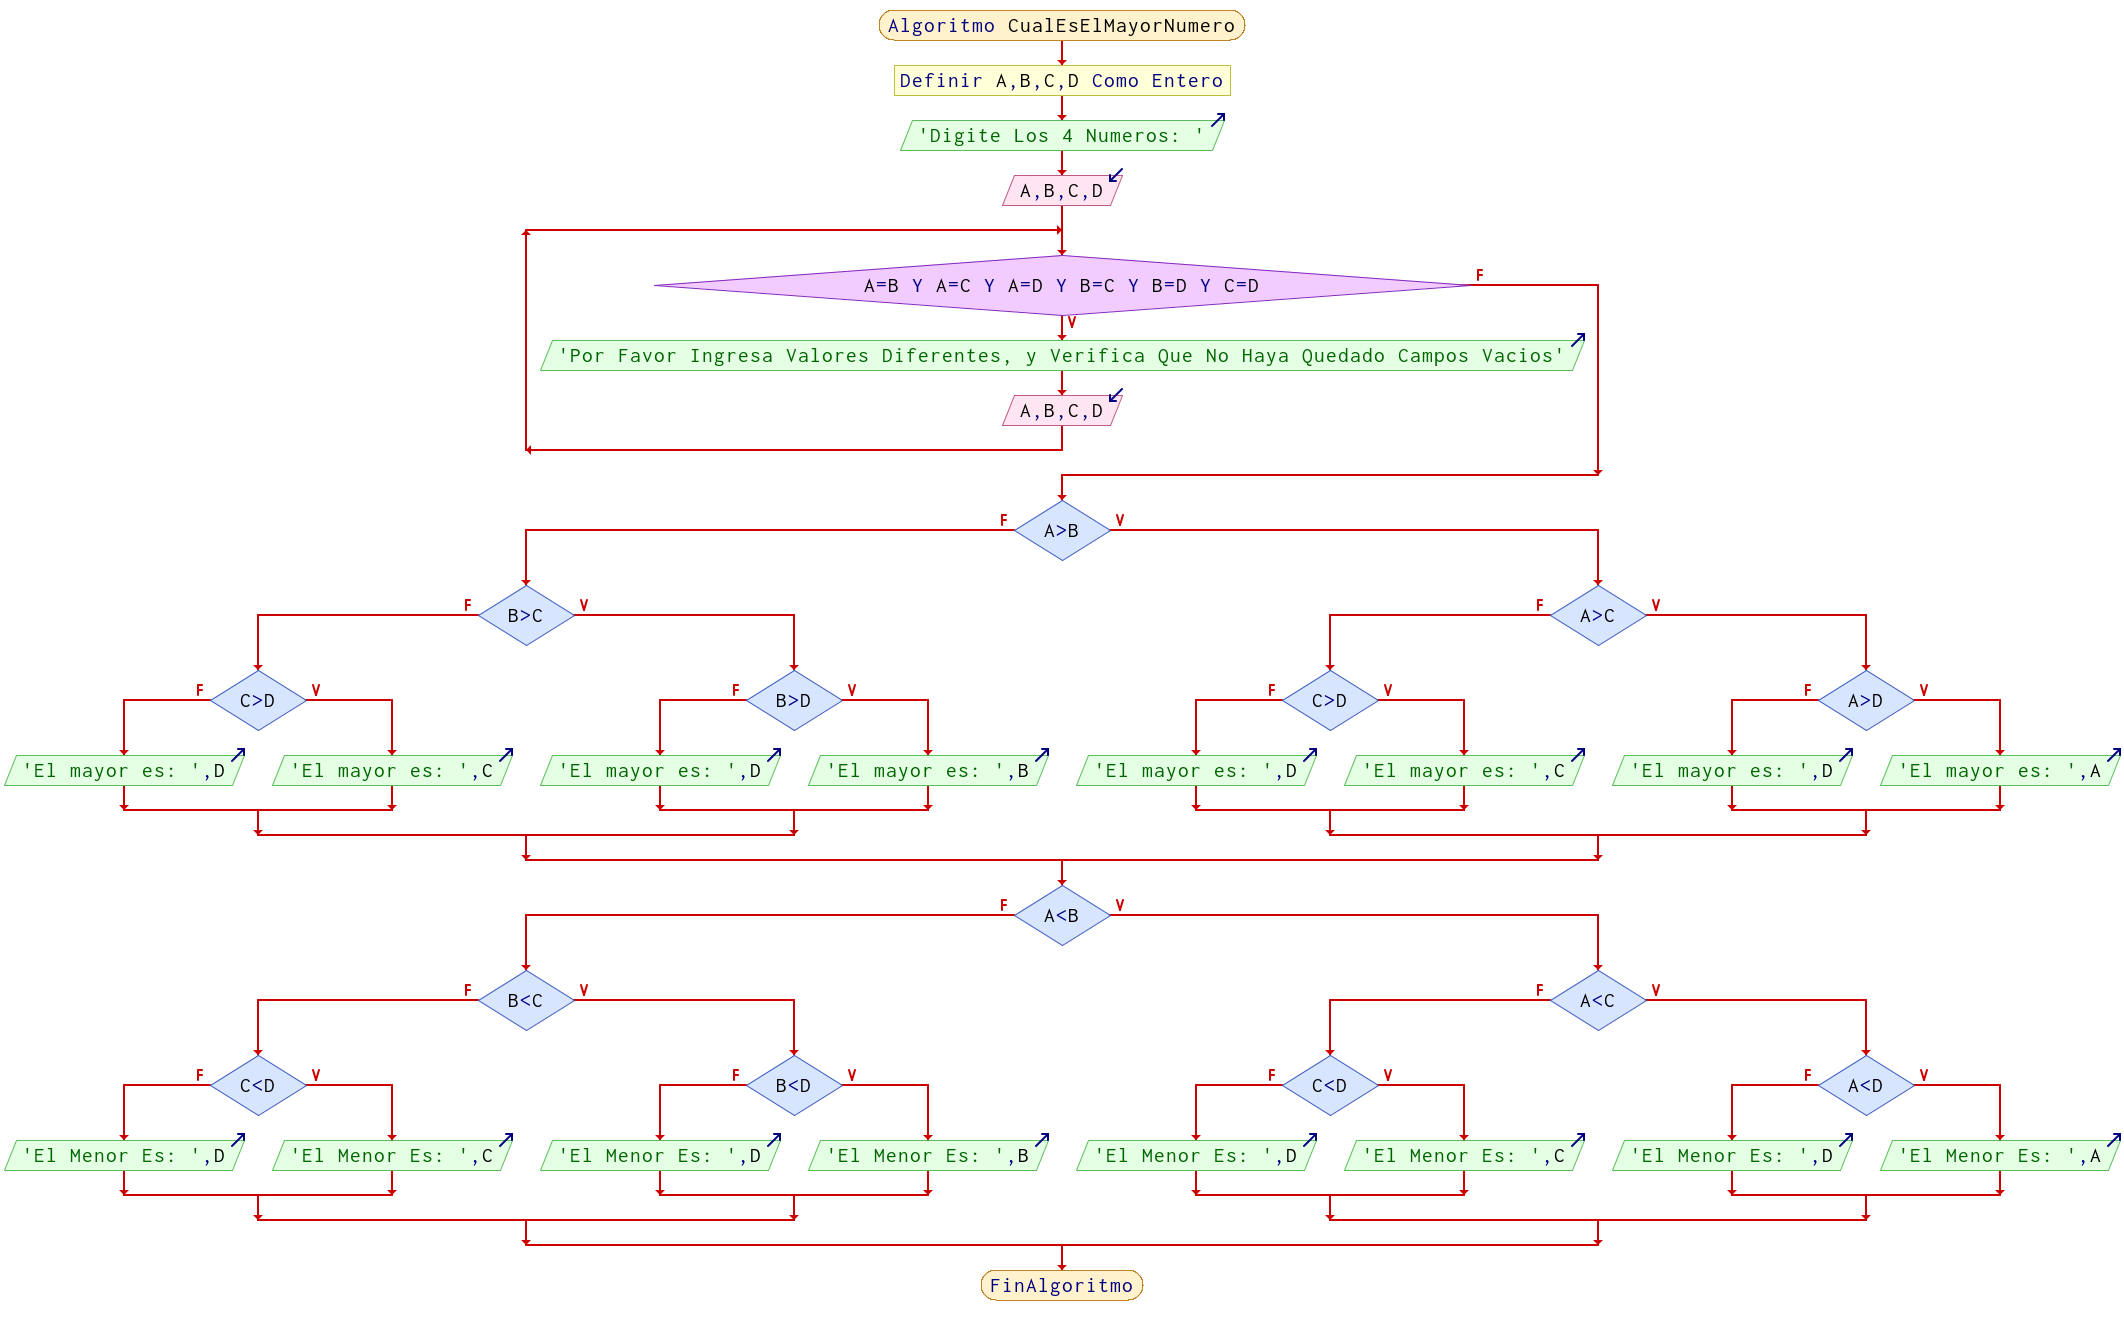 Algoritmo CualEsElMayorNumero
Definir A,B,C,D Como Entero
'Digite Los 4 Numeros: '
A,B,C,D
A=B Y A=C Y A=D Y B=C Y B=D Y C=D
F
V
'Por Favor Ingresa Valores Diferentes, y Verifica Que No Haya Quedado Campos Vacios'
A,B,C,D
F A>B V
F B>C V
F A>C V
F C>D V
F B>D V
F C>D V
F A>D V
'El mayor es: ',D
'El mayor es: ',C
'El mayor es: ',D
'El mayor es: ',B
'El mayor es: ',D
'El mayor es: ',C
'El mayor es: ',D
'El mayor es: ',A
F A<B V
F B<C V
F A<C V
F C<D V
F B<D V
F C<D V
F A<D V
'El Menor Es: ',D
'El Menor Es: ',C
'El Menor Es: ',D
'El Menor Es: ',B
'El Menor Es: ',D
'El Menor Es: ',C
'El Menor Es: ',D
'El Menor Es: ',A
FinAlgoritmo